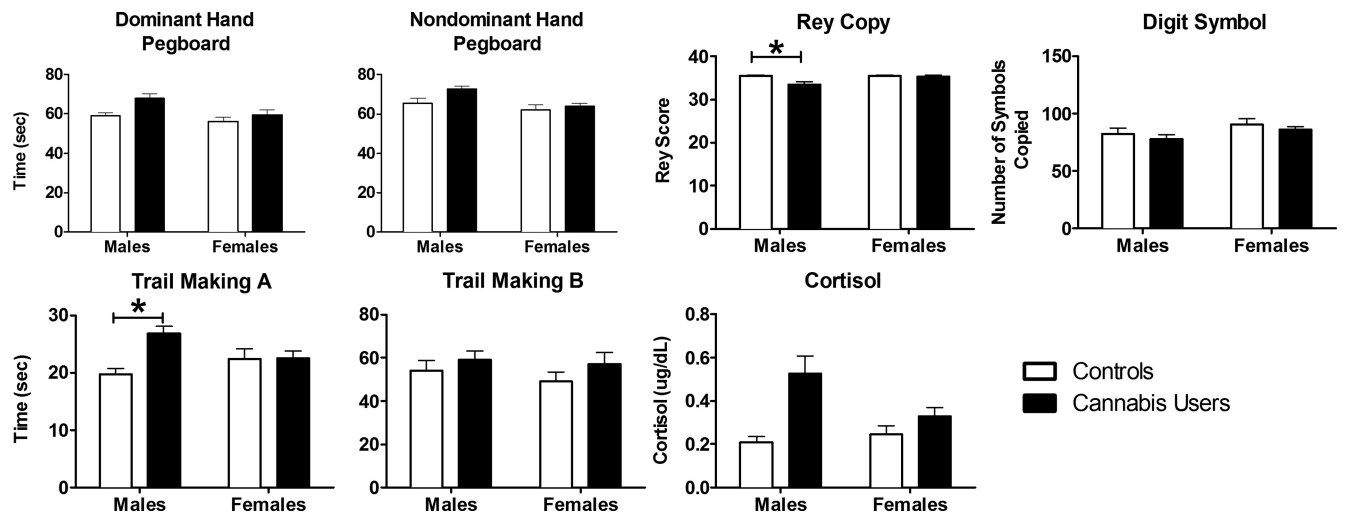 Dominant Hand
Pegboard
Time (sec)
80
60
40
20
0
Males Females
Nondominant Hand
Pegboard
80
60
40
20
0
Males Females
Rey Copy
Rey Score
40
30
20
10
0
*
Males Females
Digit Symbol
Number of Symbols
Copied
150
100
50
0
Males Females
Trail Making A
Time (sec)
30
20
10
0
*
Males Females
Trail Making B
80
60
40
20
0
Males Females
Cortisol
Cortisol (ug/dL)
0.8
0.6
0.4
0.2
0.0
Males Females
Controls
Cannabis Users